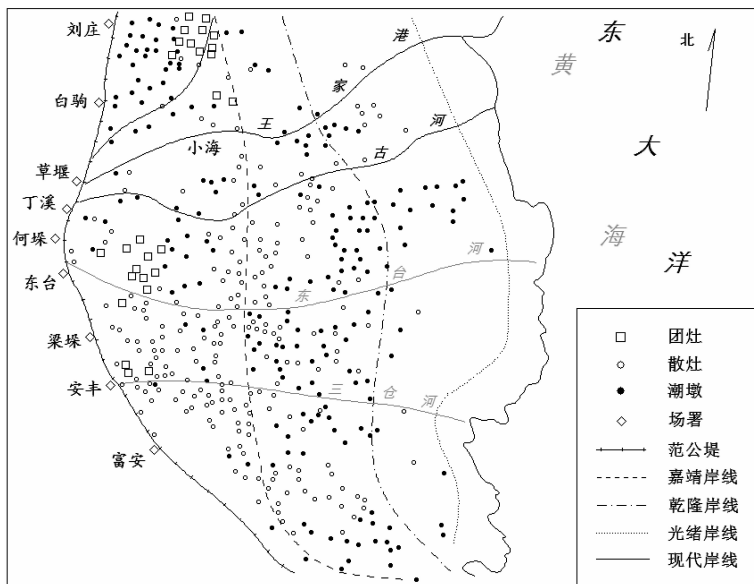 刘庄
白驹
草堰
丁溪
何垛
东台
梁垛
安丰
富安
小海
王家港
古河
东台河
三仓河
黄海
东大洋
北
团灶
散灶
潮墩
场署
范公堤
嘉靖岸线
乾隆岸线
光绪岸线
现代岸线